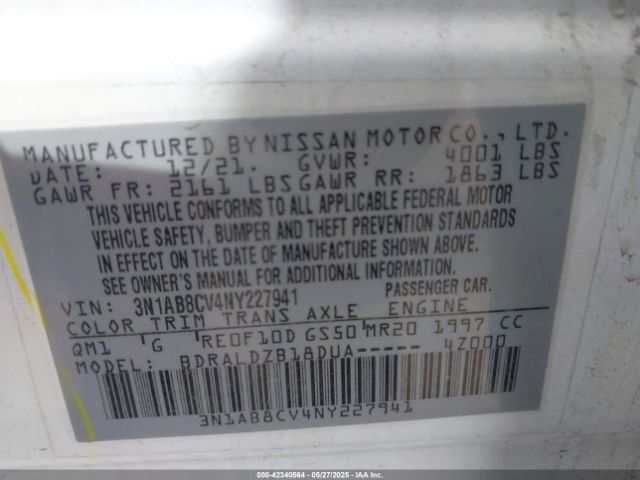 MANUFACTURED BY NISSAN MOTOR CO., LTD.
DATE: 12/21. GVWR: 4001 LBS
GAWR FR: 2161 LBS GAWR RR: 1863 LBS
THIS VEHICLE CONFORMS TO ALL APPLICABLE FEDERAL MOTOR
VEHICLE SAFETY, BUMPER AND THEFT PREVENTION STANDARDS
IN EFFECT ON THE DATE OF MANUFACTURE SHOWN ABOVE.
SEE OWNER'S MANUAL FOR ADDITIONAL INFORMATION.
VIN: 3N1AB8CV4NY227941 PASSENGER CAR.
COLOR TRIM TRANS AXLE ENGINE
QM1 G RE0F10D GS50 MR20 1997 CC
MODEL: BDRALDZB18DUA----- 4Z000
3N1AB8CV4NY227941
000-42340564 | 05/27/2025 | IAAHOLDINGS LLC